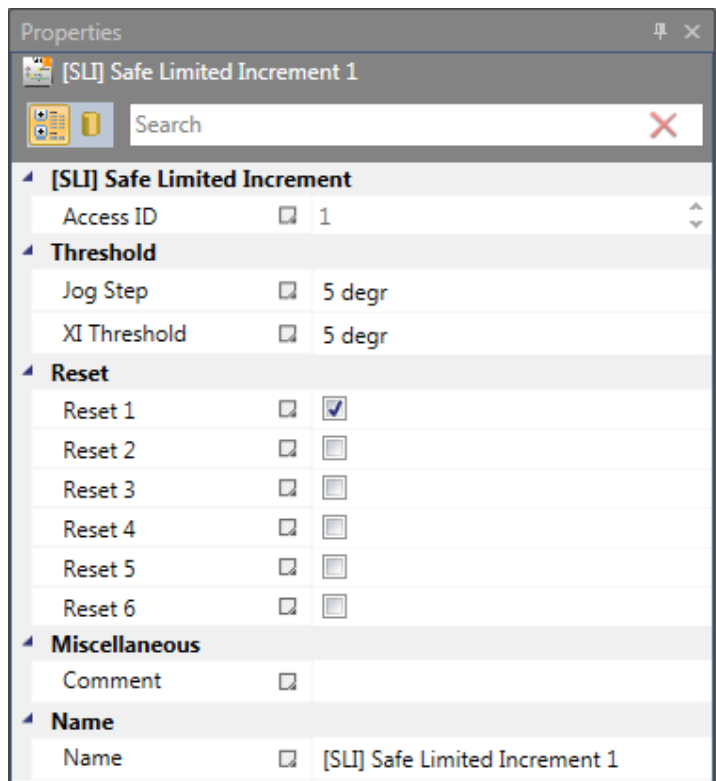 Properties
[SLI] Safe Limited Increment 1
Search
[SLI] Safe Limited Increment
Access ID 1
Threshold
Jog Step 5 degr
XI Threshold 5 degr
Reset
Reset 1
Reset 2
Reset 3
Reset 4
Reset 5
Reset 6
Miscellaneous
Comment
Name
Name [SLI] Safe Limited Increment 1